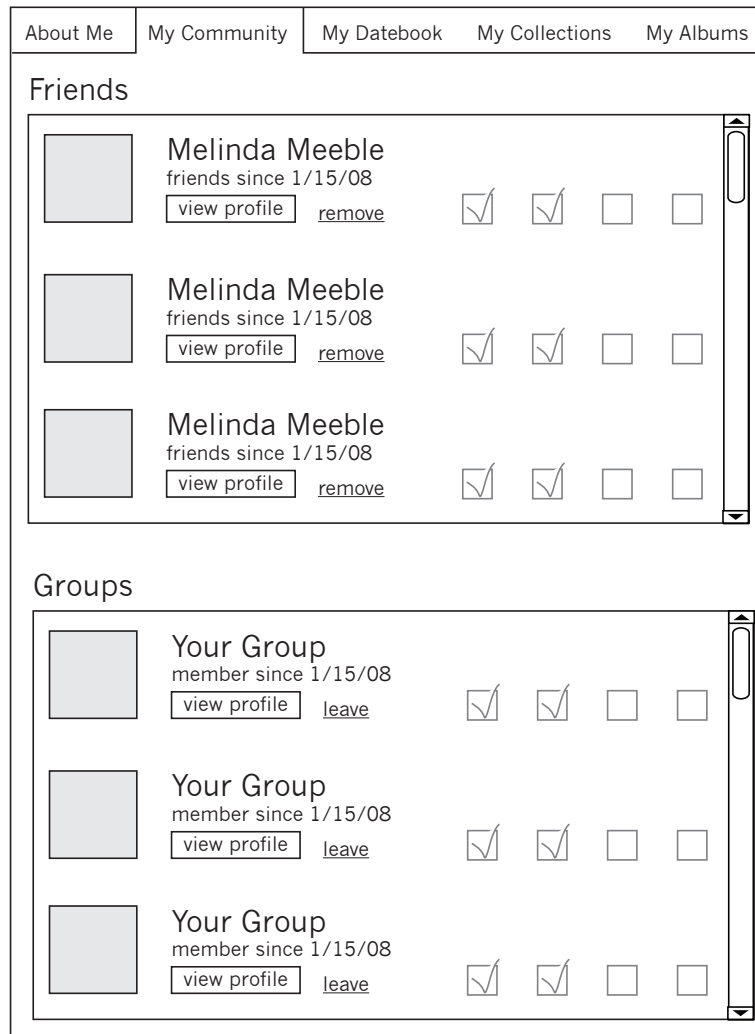 About Me My Community My Datebook My Collections My Albums
Friends
Melinda Meeble
friends since 1/15/08
view profile remove
Melinda Meeble
friends since 1/15/08
view profile remove
Melinda Meeble
friends since 1/15/08
view profile remove
Groups
Your Group
member since 1/15/08
view profile leave
Your Group
member since 1/15/08
view profile leave
Your Group
member since 1/15/08
view profile leave